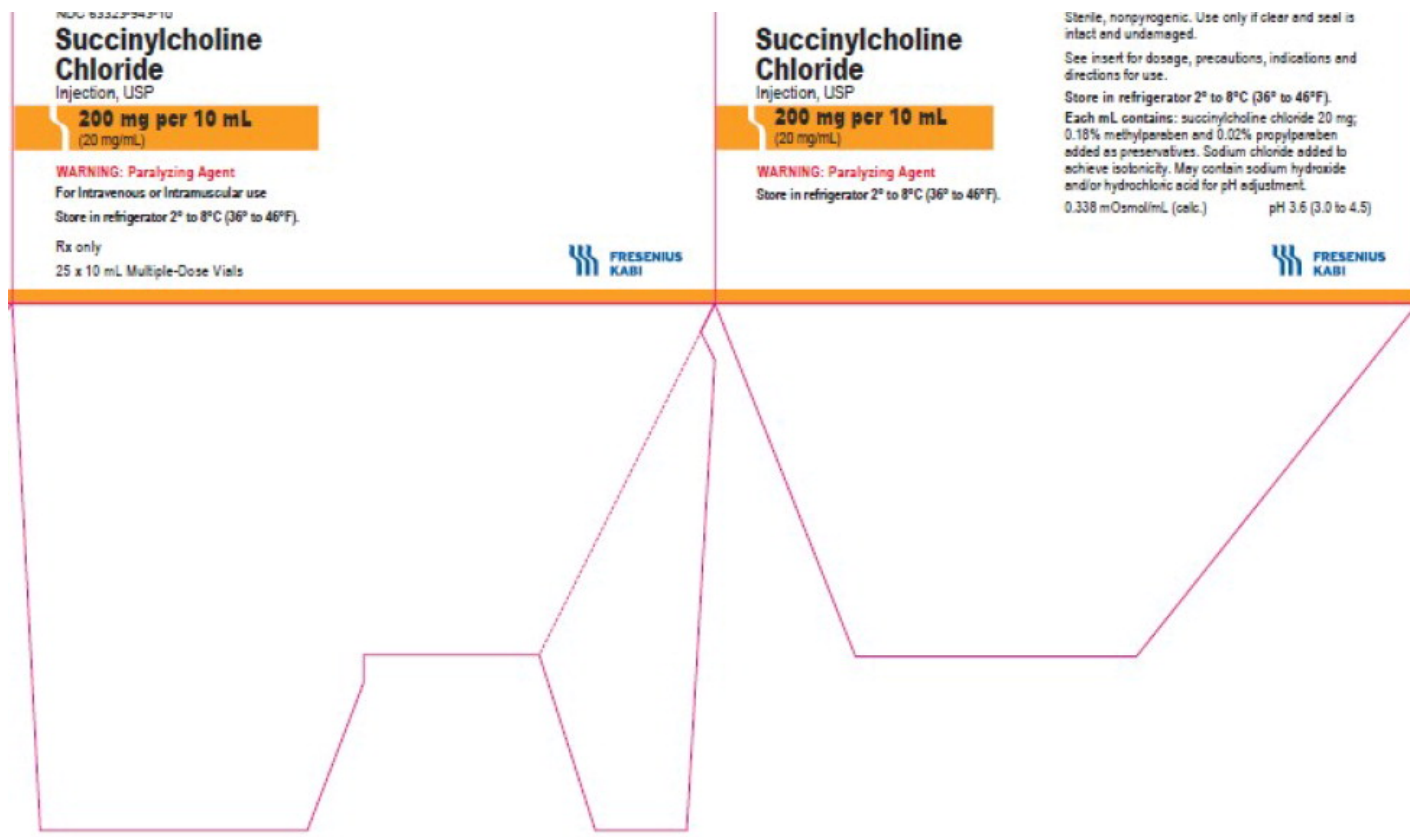 Succinylcholine
Chloride
Injection, USP
200 mg per 10 mL
(20 mg/mL)
WARNING: Paralyzing Agent
For Intravenous or Intramuscular use
Store in refrigerator 2° to 8°C (36° to 46°F).
Rx only
25 x 10 mL Multiple-Dose Vials
FRESENIUS
KABI
Succinylcholine
Chloride
Injection, USP
200 mg per 10 mL
(20 mg/mL)
WARNING: Paralyzing Agent
Store in refrigerator 2° to 8°C (36° to 46°F).
Sterile, nonpyrogenic. Use only if clear and seal is
intact and undamaged.
See insert for dosage, precautions, indications and
directions for use.
Store in refrigerator 2° to 8°C (36° to 46°F).
Each mL contains: succinylcholine chloride 20 mg;
0.18% methylparaben and 0.02% propylparaben
added as preservatives. Sodium chloride added to
achieve isotonicity. May contain sodium hydroxide
and/or hydrochloric acid for pH adjustment.
0.338 mOsmol/mL (calc.) pH 3.6 (3.0 to 4.5)
FRESENIUS
KABI